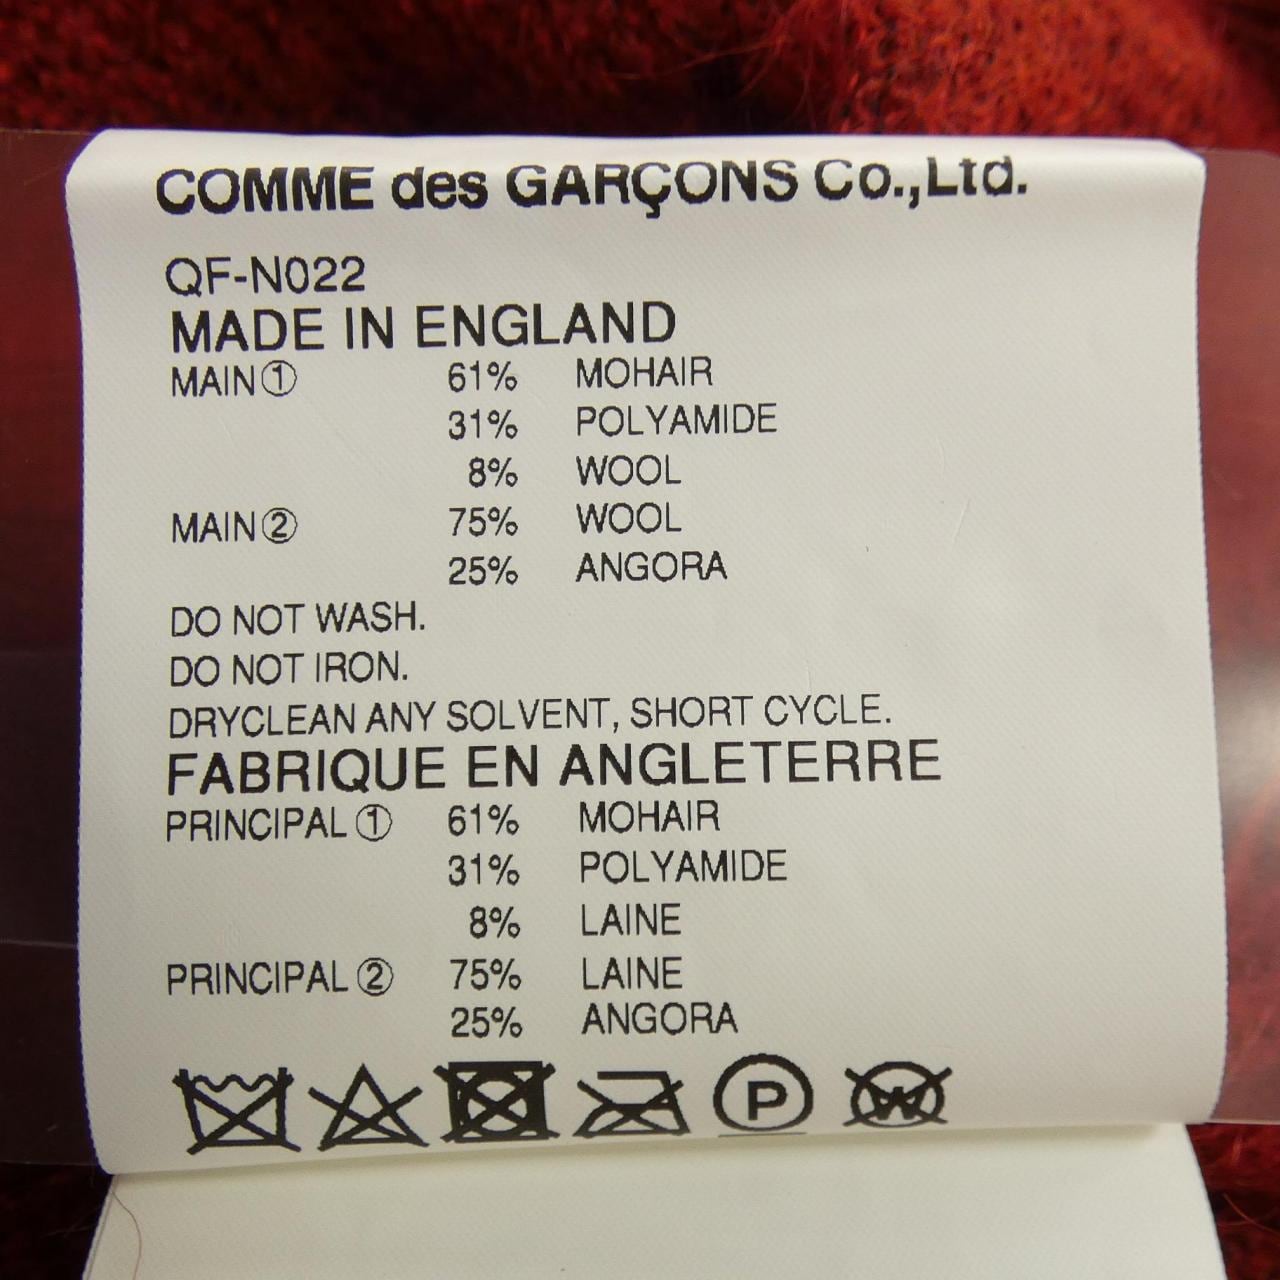 COMME des GARÇONS Co.,Ltd.
QF-N022
MADE IN ENGLAND
MAIN① 61% MOHAIR
31% POLYAMIDE
8% WOOL
MAIN② 75% WOOL
25% ANGORA
DO NOT WASH.
DO NOT IRON.
DRYCLEAN ANY SOLVENT, SHORT CYCLE.
FABRIQUE EN ANGLETERRE
PRINCIPAL① 61% MOHAIR
31% POLYAMIDE
8% LAINE
PRINCIPAL② 75% LAINE
25% ANGORA
P W